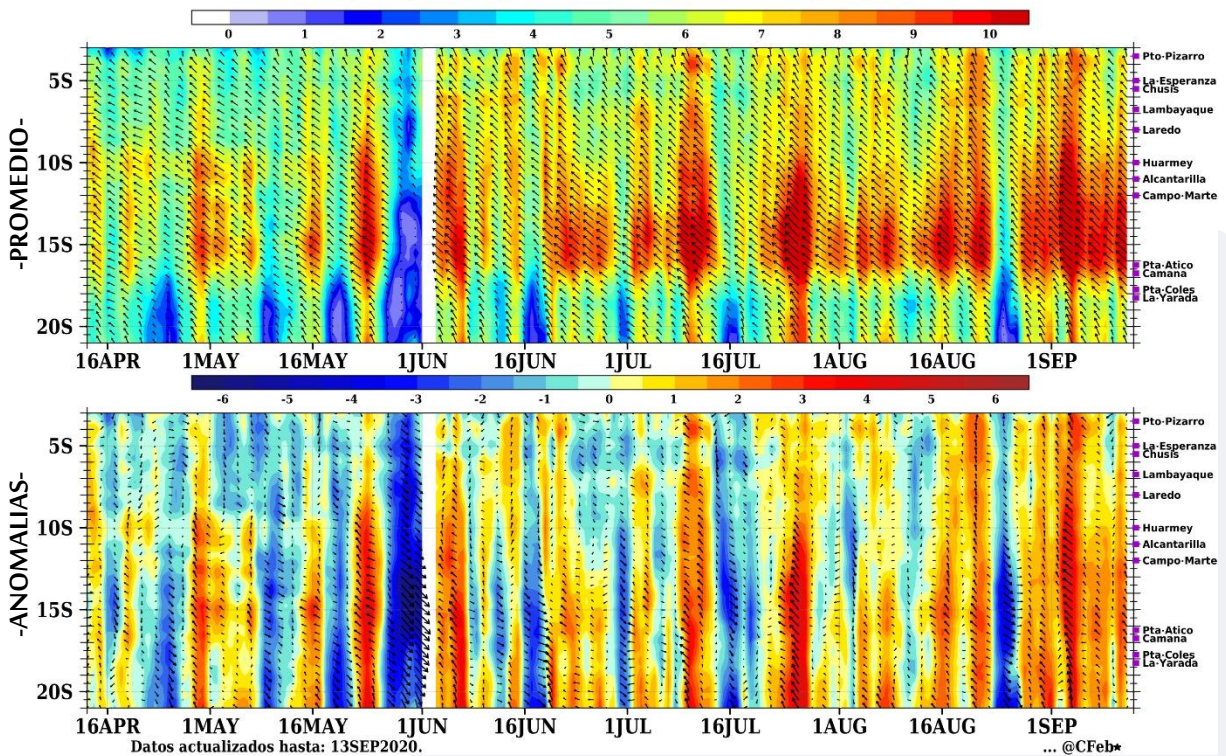 0 1 2 3 4 5 6 7 8 9 10
-PROMEDIO-
5S
10S
15S
20S
Pto·Pizarro
La·Esperanza
Chusis
Lambayaque
Laredo
Huarmey
Alcantarilla
Campo·Marte
Pta·Atico
Camana
Pta·Coles
La·Yarada
16APR 1MAY 16MAY 1JUN 16JUN 1JUL 16JUL 1AUG 16AUG 1SEP
-6 -5 -4 -3 -2 -1 0 1 2 3 4 5 6
-ANOMALIAS-
5S
10S
15S
20S
Pto·Pizarro
La·Esperanza
Chusis
Lambayaque
Laredo
Huarmey
Alcantarilla
Campo·Marte
Pta·Atico
Camana
Pta·Coles
La·Yarada
16APR 1MAY 16MAY 1JUN 16JUN 1JUL 16JUL 1AUG 16AUG 1SEP
Datos actualizados hasta: 13SEP2020. ... @CFeb★